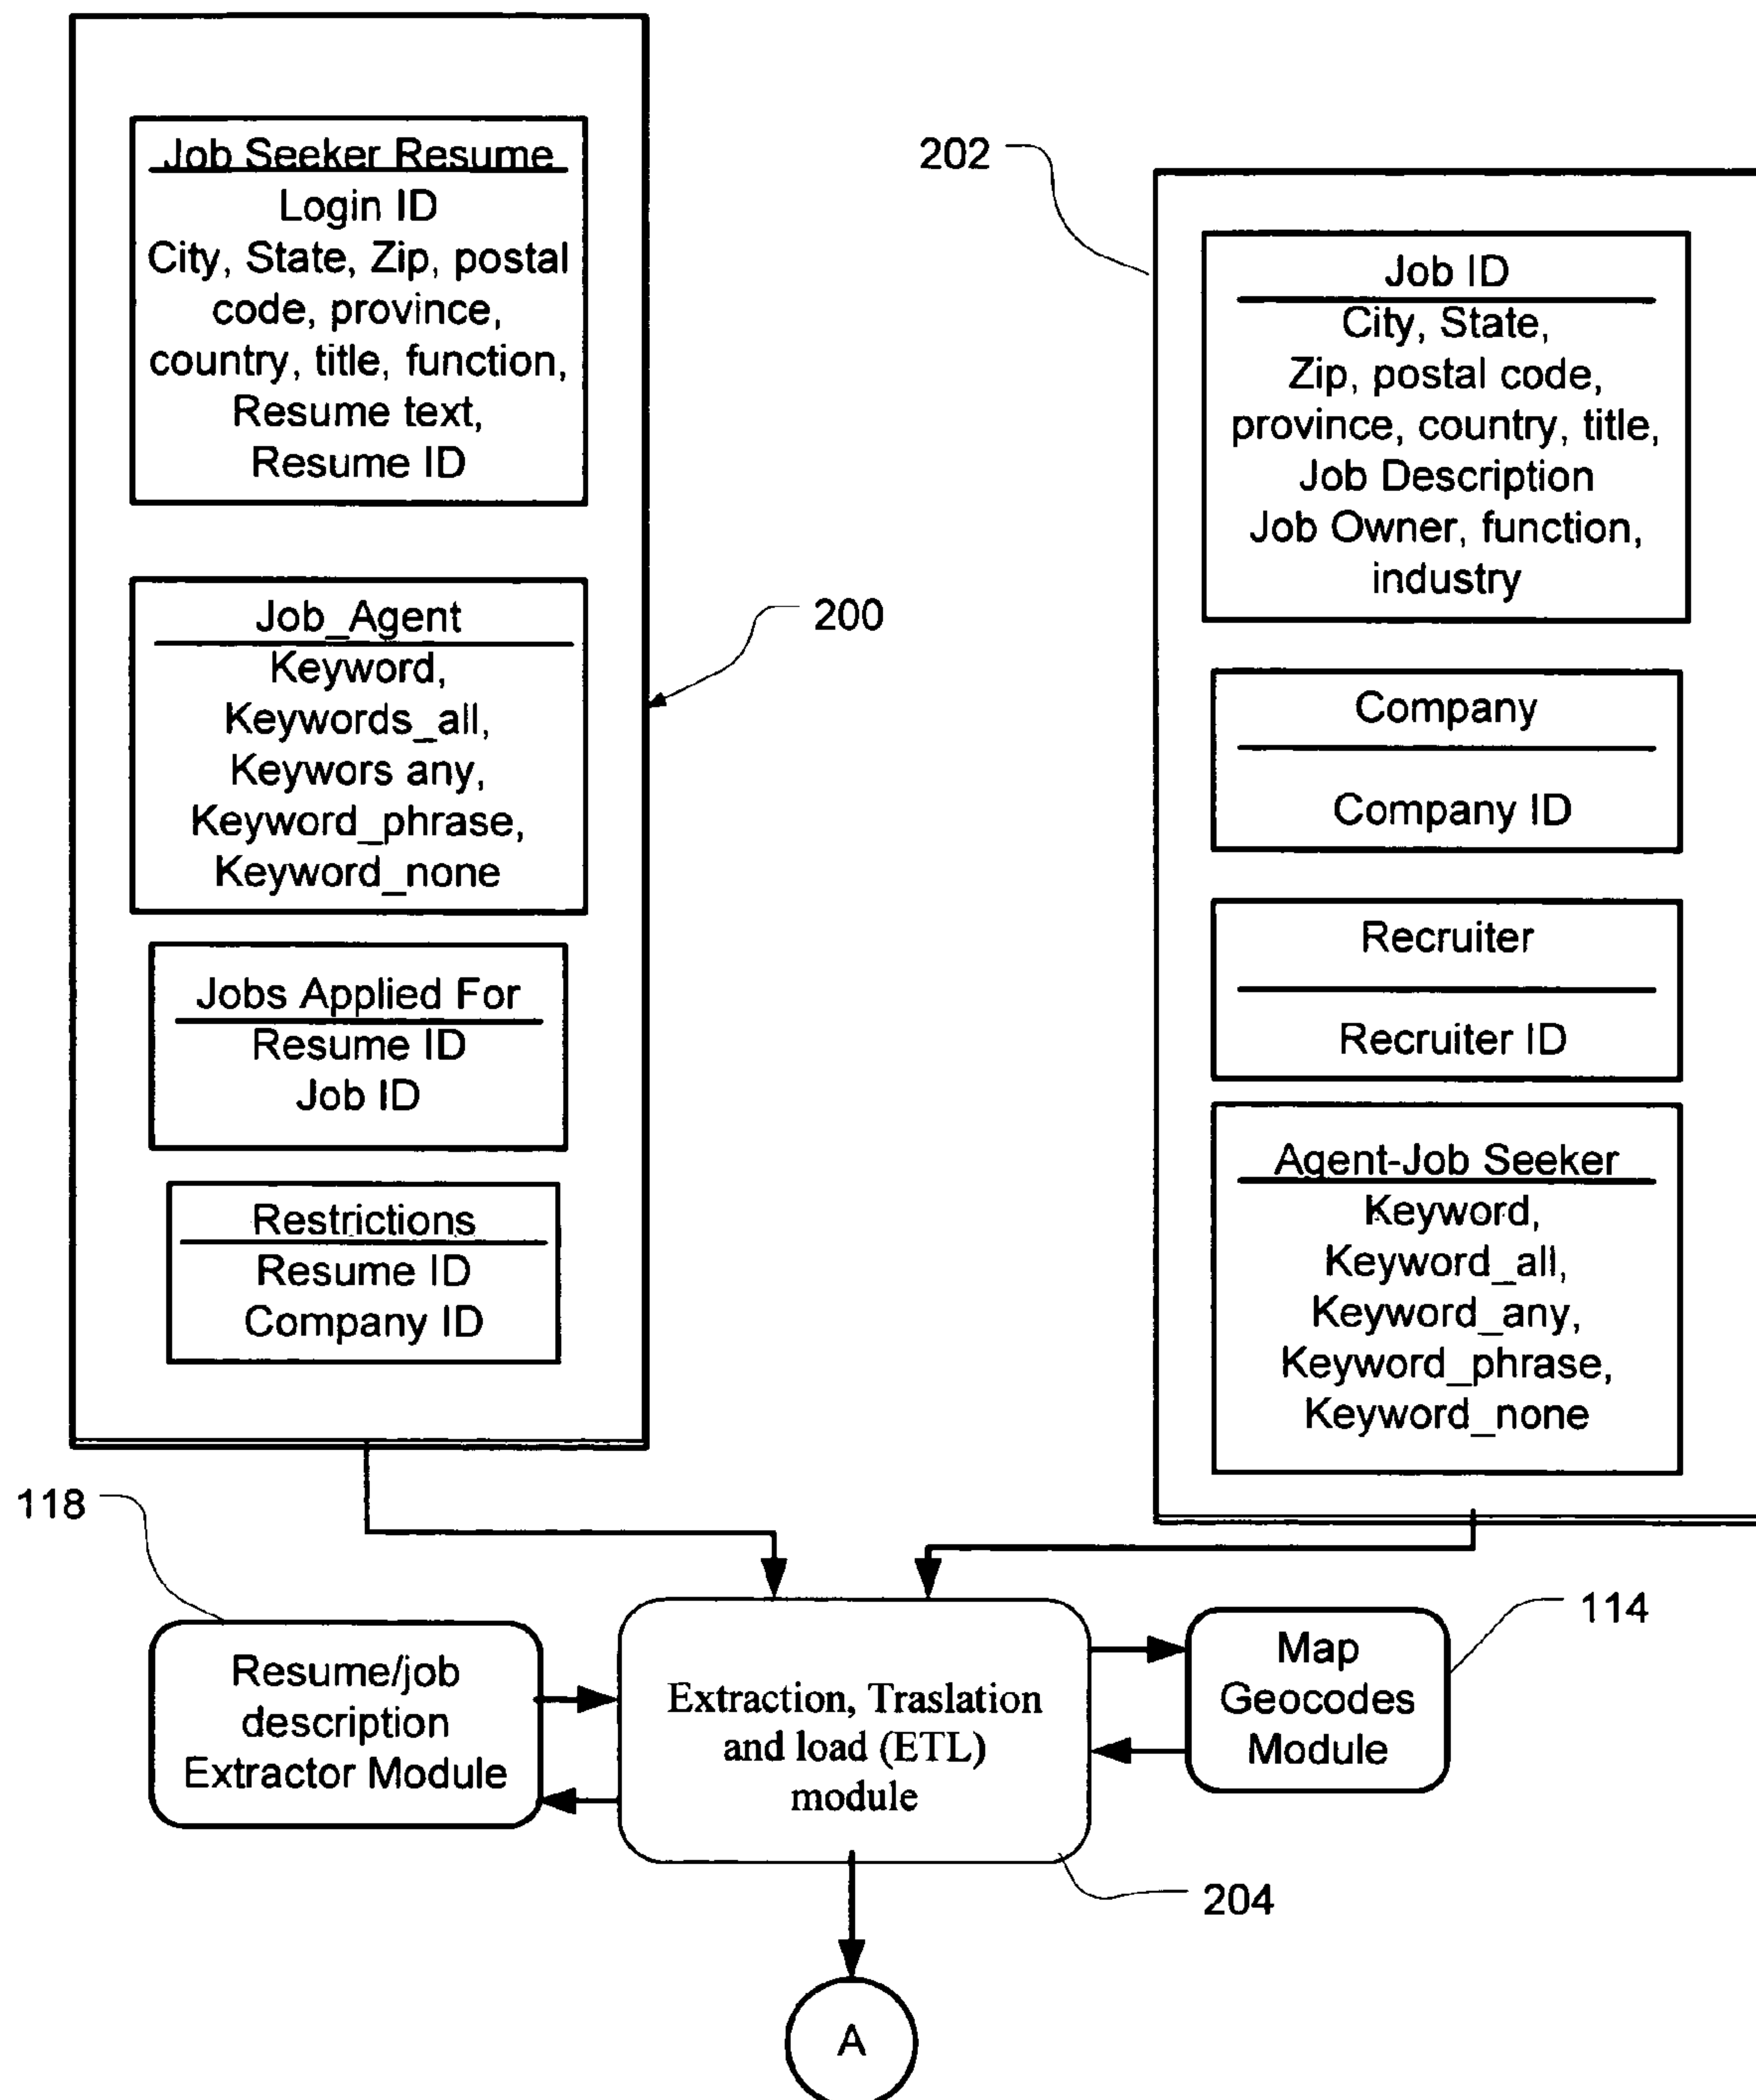 Job Seeker Resume
Login ID
City, State, Zip, postal
code, province,
country, title, function,
Resume text,
Resume ID
Job_Agent
Keyword,
Keywords_all,
Keywors any,
Keyword_phrase,
Keyword_none
200
Jobs Applied For
Resume ID
Job ID
Restrictions
Resume ID
Company ID
202
Job ID
City, State,
Zip, postal code,
province, country, title,
Job Description
Job Owner, function,
industry
Company
Company ID
Recruiter
Recruiter ID
Agent-Job Seeker
Keyword,
Keyword_all,
Keyword_any,
Keyword_phrase,
Keyword_none
118
Resume/job
description
Extractor Module
Extraction, Traslation
and load (ETL)
module
204
Map
Geocodes
Module
114
A